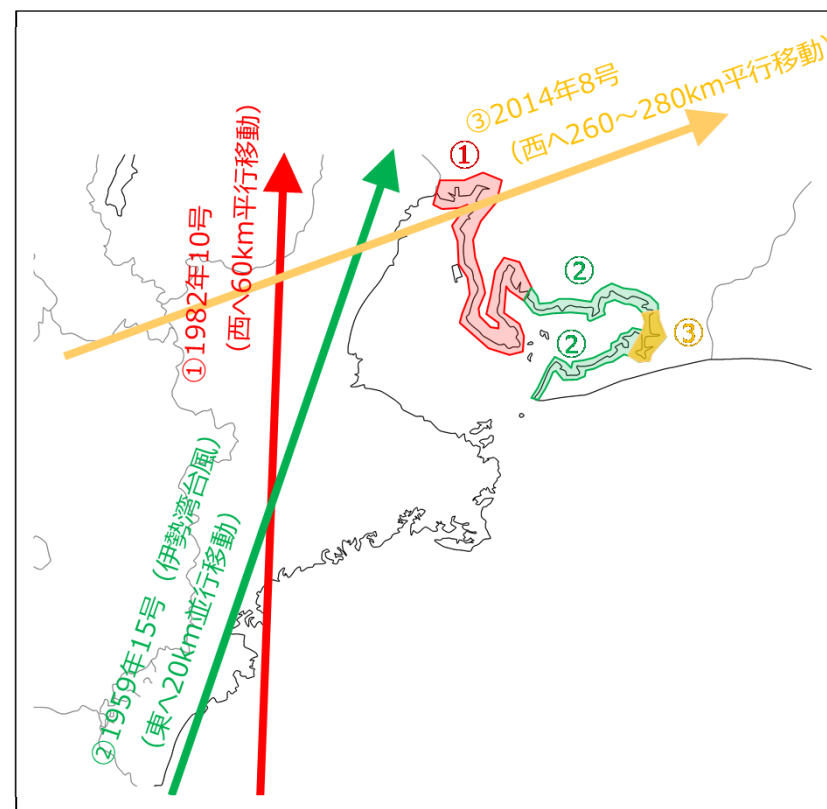 ③2014年8号
（西へ260～280km平行移動）
①
①1982年10号
（西へ60km平行移動）
②
②
③
②1959年15号（伊勢湾台風）
（東へ20km並行移動）